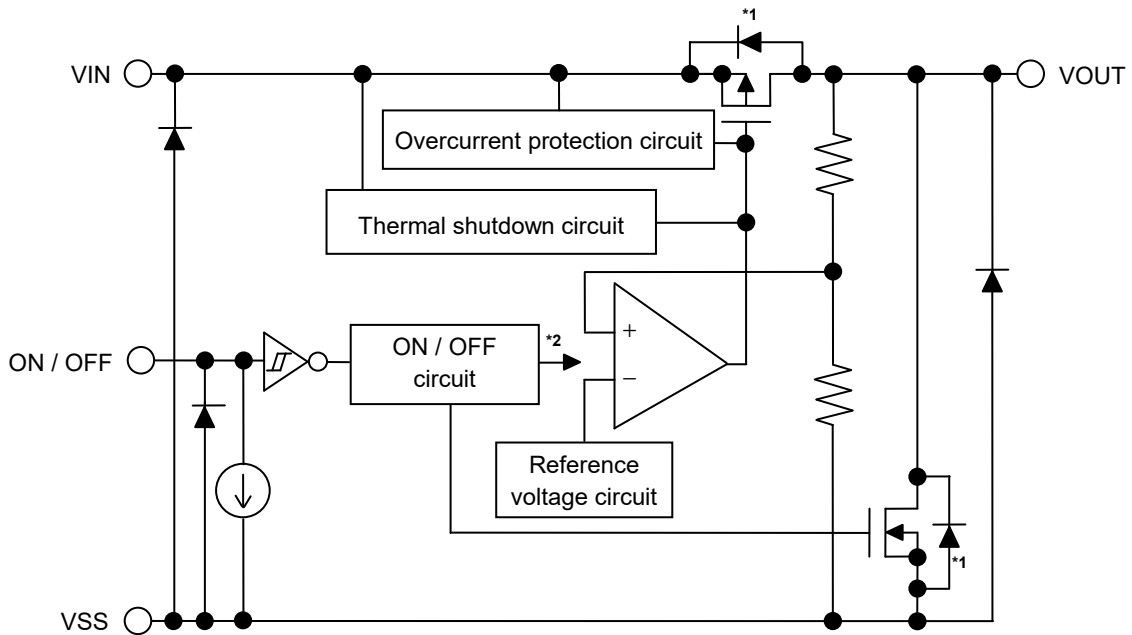 *1
VIN
VOUT
Overcurrent protection circuit
Thermal shutdown circuit
+
ON / OFF
ON / OFF
circuit
*2
−
Reference
voltage circuit
*1
VSS